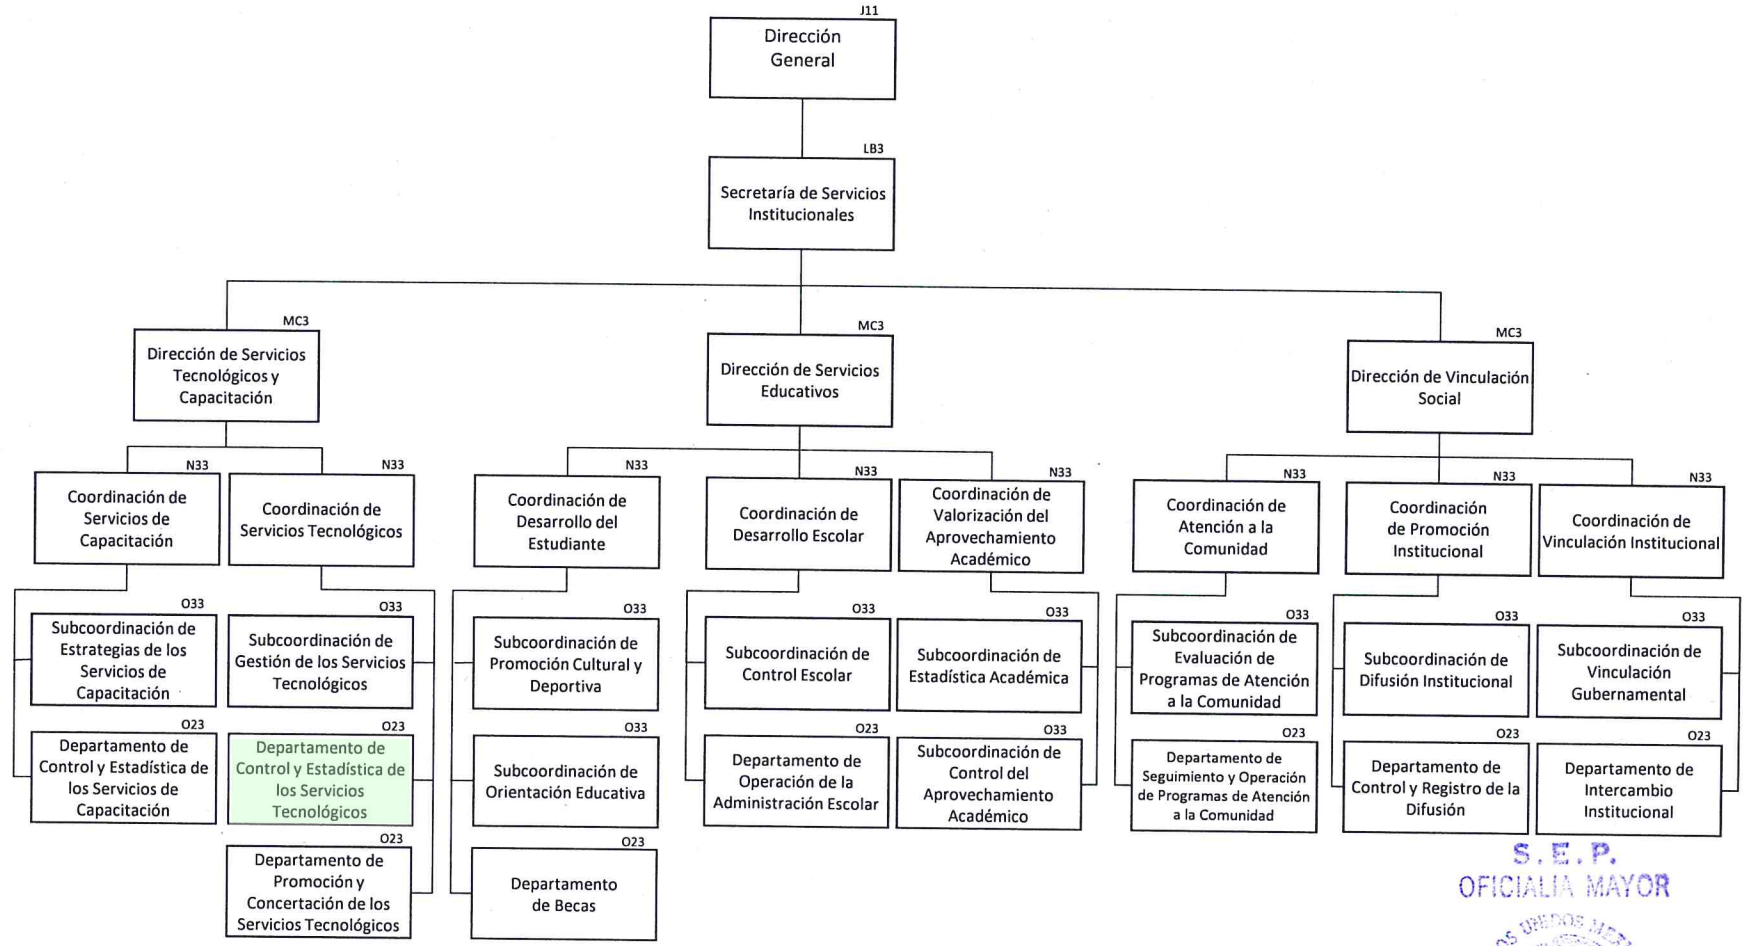 J11
Dirección
General
LB3
Secretaría de Servicios
Institucionales
MC3
Dirección de Servicios
Tecnológicos y
Capacitación
MC3
Dirección de Servicios
Educativos
MC3
Dirección de Vinculación
Social
N33
Coordinación de
Servicios de
Capacitación
N33
Coordinación de
Servicios Tecnológicos
N33
Coordinación de
Desarrollo del
Estudiante
N33
Coordinación de
Desarrollo Escolar
N33
Coordinación de
Valorización del
Aprovechamiento
Académico
N33
Coordinación de
Atención a la
Comunidad
N33
Coordinación
de Promoción
Institucional
N33
Coordinación de
Vinculación Institucional
O33
Subcoordinación de
Estrategias de los
Servicios de
Capacitación
O33
Subcoordinación de
Gestión de los Servicios
Tecnológicos
O33
Subcoordinación de
Promoción Cultural y
Deportiva
O33
Subcoordinación de
Control Escolar
O33
Subcoordinación de
Estadística Académica
O33
Subcoordinación de
Evaluación de
Programas de Atención
a la Comunidad
O33
Subcoordinación de
Difusión Institucional
O33
Subcoordinación de
Vinculación
Gubernamental
Departamento de
Control y Estadística de
los Servicios de
Capacitación
O23
O23
Departamento de
Control y Estadística de
los Servicios
Tecnológicos
O33
Subcoordinación de
Orientación Educativa
O23
Departamento de
Operación de la
Administración Escolar
O33
Subcoordinación de
Control del
Aprovechamiento
Académico
O23
Departamento de
Seguimiento y Operación
de Programas de Atención
a la Comunidad
O23
Departamento de
Control y Registro de la
Difusión
O23
Departamento de
Intercambio
Institucional
O23
Departamento de
Promoción y
Concertación de los
Servicios Tecnológicos
O23
Departamento
de Becas
S.E.P.
OFICIALIA MAYOR